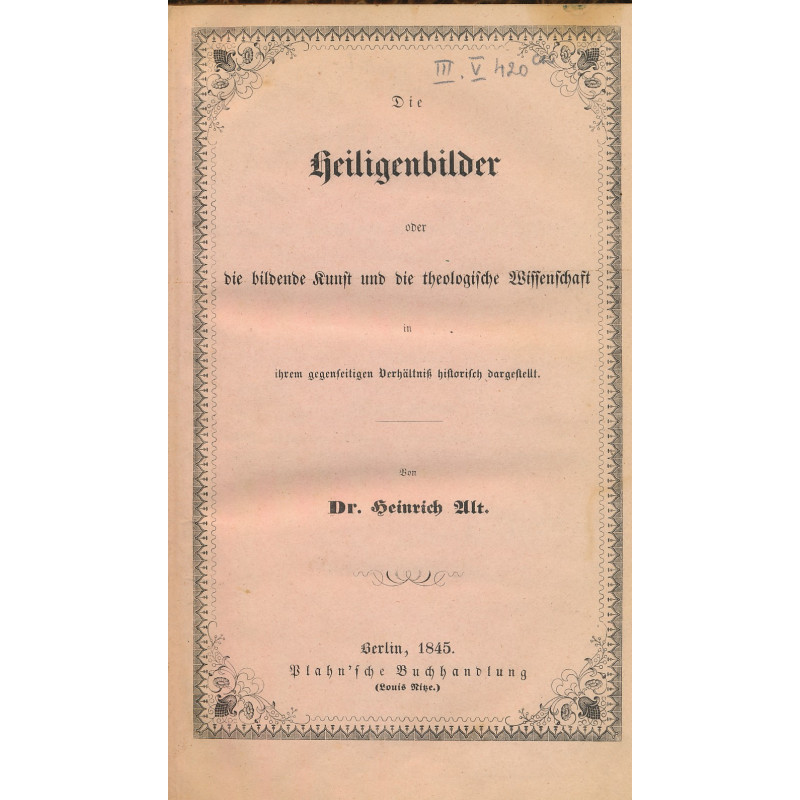 III. V 420
Die
Heiligenbilder
oder
die bildende Kunst und die theologische Wissenschaft
in
ihrem gegenseitigen Verhältniß historisch dargestellt.
Von
Dr. Heinrich Alt.
Berlin, 1845.
Plahn'sche Buchhandlung
(Louis Nitze.)